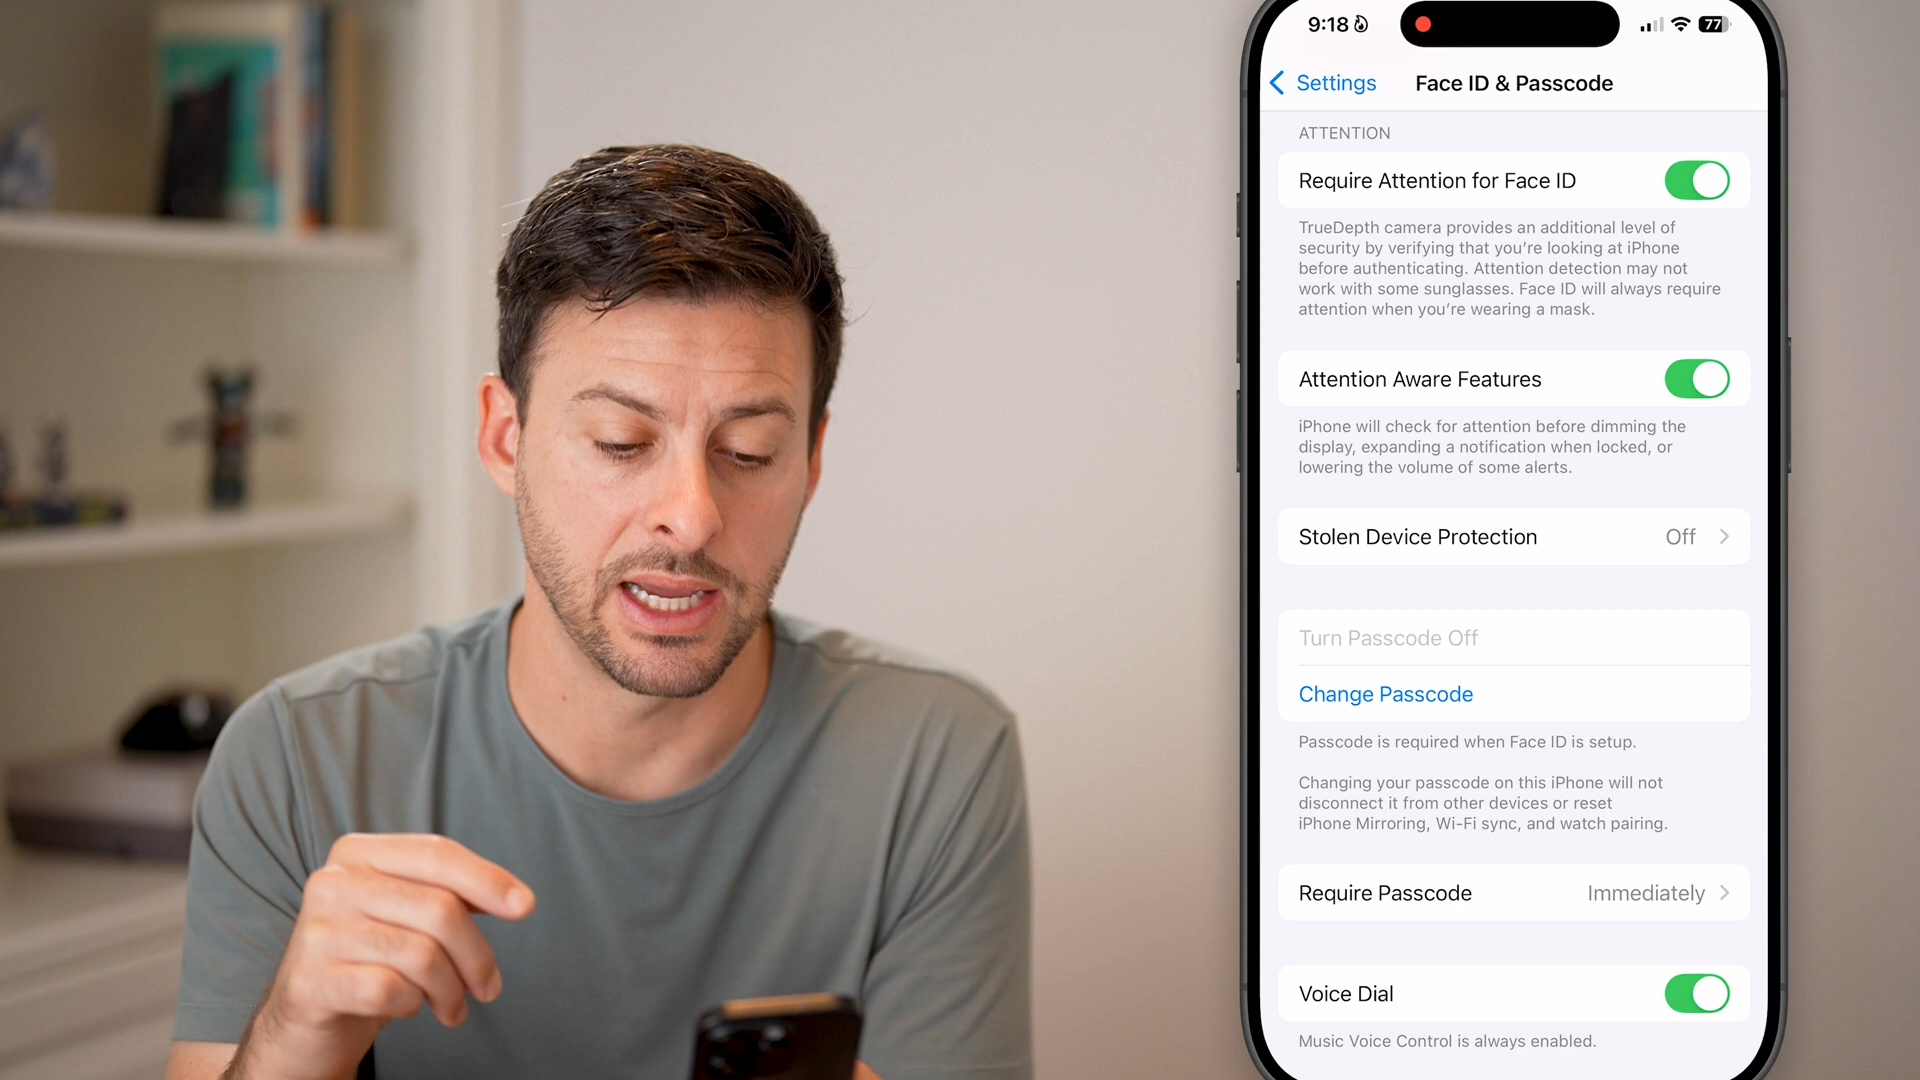 9:18
77
Settings
Face ID & Passcode
ATTENTION
Require Attention for Face ID
TrueDepth camera provides an additional level of
security by verifying that you’re looking at iPhone
before authenticating. Attention detection may not
work with some sunglasses. Face ID will always require
attention when you’re wearing a mask.
Attention Aware Features
iPhone will check for attention before dimming the
display, expanding a notification when locked, or
lowering the volume of some alerts.
Stolen Device Protection
Off
Turn Passcode Off
Change Passcode
Passcode is required when Face ID is setup.
Changing your passcode on this iPhone will not
disconnect it from other devices or reset
iPhone Mirroring, Wi-Fi sync, and watch pairing.
Require Passcode
Immediately
Voice Dial
Music Voice Control is always enabled.